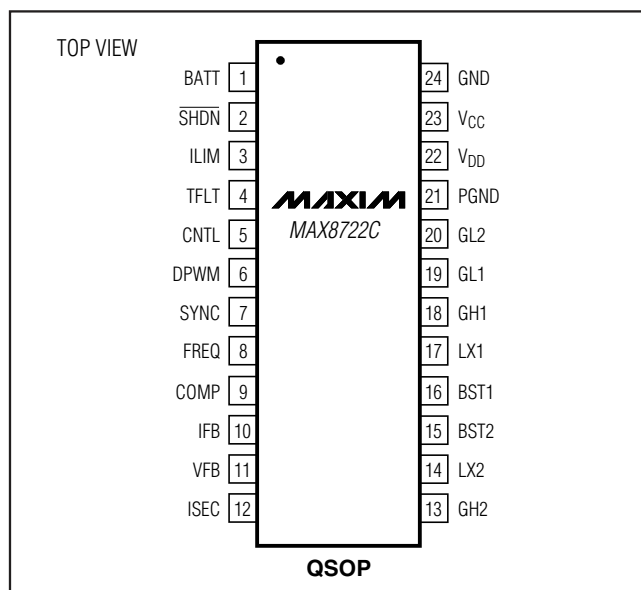 TOP VIEW
BATT 1
SHDN 2
ILIM 3
TFLT 4
CNTL 5
DPWM 6
SYNC 7
FREQ 8
COMP 9
IFB 10
VFB 11
ISEC 12
MAXIM
MAX8722C
24 GND
23 VCC
22 VDD
21 PGND
20 GL2
19 GL1
18 GH1
17 LX1
16 BST1
15 BST2
14 LX2
13 GH2
QSOP